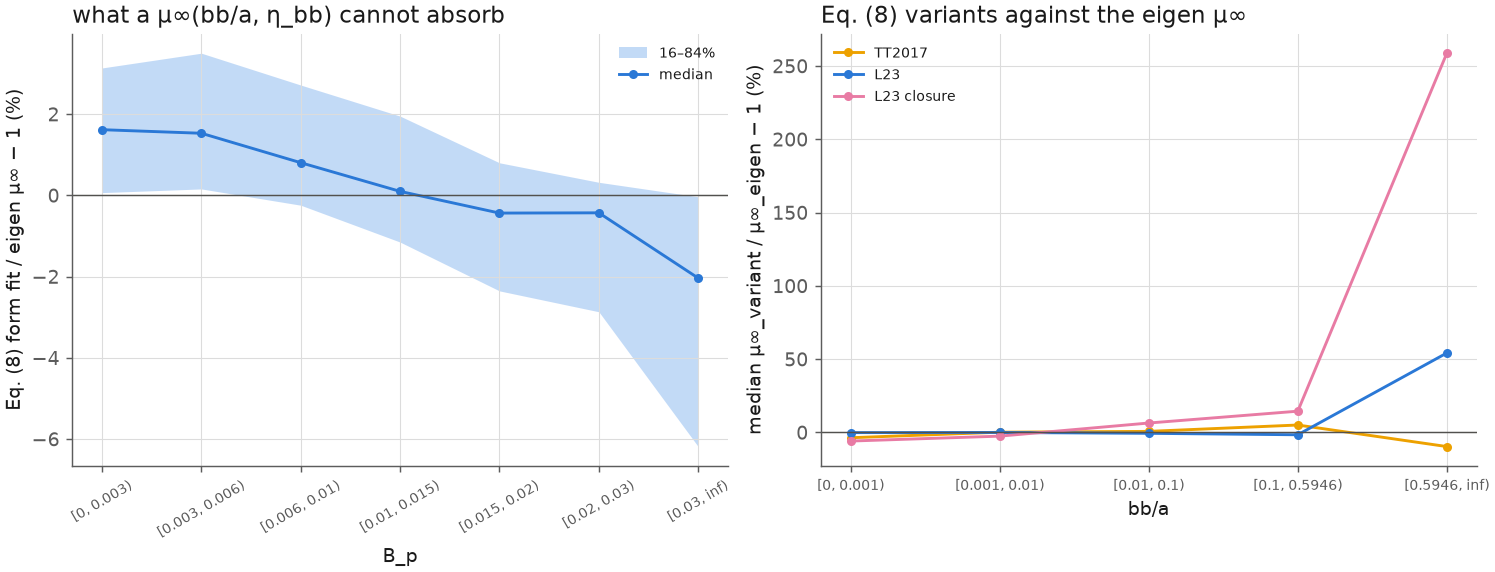 what a μ∞(bb/a, η_bb) cannot absorb
Eq. (8) form fit / eigen μ∞ − 1 (%)
16–84%
median
2
0
−2
−4
−6
[0, 0.003)
[0.003, 0.006)
[0.006, 0.01)
[0.01, 0.015)
[0.015, 0.02)
[0.02, 0.03)
[0.03, inf)
B_p
Eq. (8) variants against the eigen μ∞
median μ∞_variant / μ∞_eigen − 1 (%)
TT2017
L23
L23 closure
250
200
150
100
50
0
[0, 0.001)
[0.001, 0.01)
[0.01, 0.1)
[0.1, 0.5946)
[0.5946, inf)
bb/a